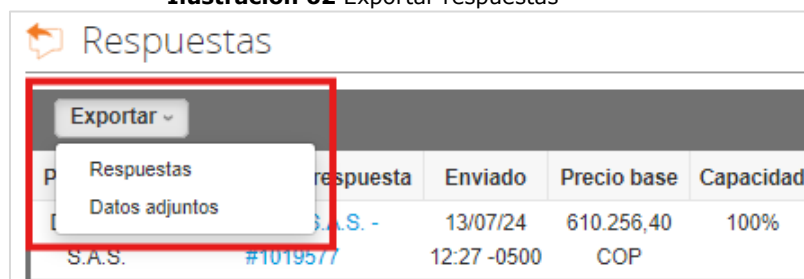 Ilustración 62 Exportar respuestas
Respuestas
Exportar
Respuestas
Datos adjuntos
respuesta Enviado Precio base Capacidad
S.A.S. - 13/07/24 610.256,40 100%
S.A.S. #1019577 12:27 -0500 COP